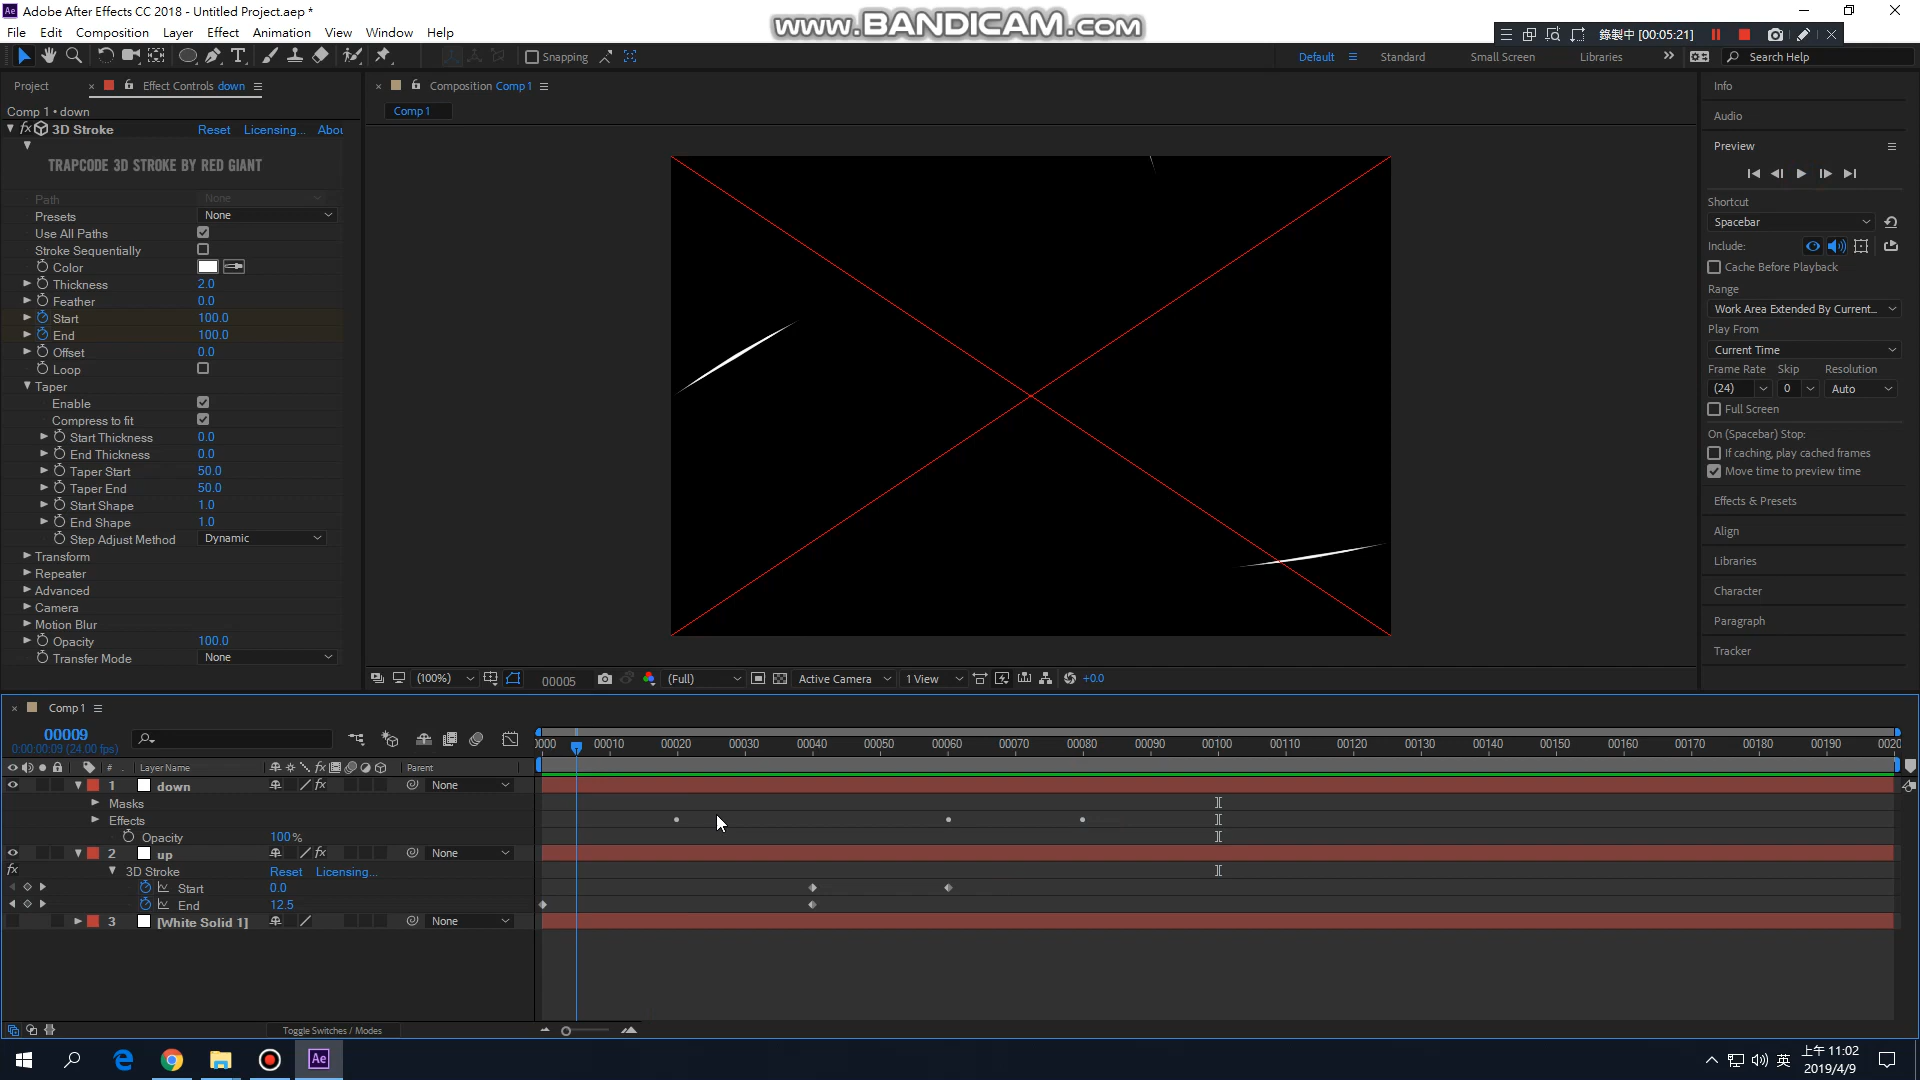 Adobe After Effects CC 2018 - Untitled Project.aep *
www.BANDICAM.com
File Edit Composition Layer Effect Animation View Window Help
錄製中 [00:05:21]
Snapping
Default Standard Small Screen Libraries Search Help
Project Effect Controls down
Comp 1 • down
3D Stroke Reset Licensing... Abou
TRAPCODE 3D STROKE BY RED GIANT
Path None
Presets None
Use All Paths
Stroke Sequentially
Color
Thickness 2.0
Feather 0.0
Start 100.0
End 100.0
Offset 0.0
Loop
Taper
Enable
Compress to fit
Start Thickness 0.0
End Thickness 0.0
Taper Start 50.0
Taper End 50.0
Start Shape 1.0
End Shape 1.0
Step Adjust Method Dynamic
Transform
Repeater
Advanced
Camera
Motion Blur
Opacity 100.0
Transfer Mode None
Composition Comp 1
Comp 1
(100%) 00005 (Full) Active Camera 1 View +0.0
Info
Audio
Preview
Shortcut
Spacebar
Include:
Cache Before Playback
Range
Work Area Extended By Current...
Play From
Current Time
Frame Rate Skip Resolution
(24) 0 Auto
Full Screen
On (Spacebar) Stop:
If caching, play cached frames
Move time to preview time
Effects & Presets
Align
Libraries
Character
Paragraph
Tracker
Comp 1
00009
0:00:00:09 (24.00 fps)
0000 00010 00020 00030 00040 00050 00060 00070 00080 00090 00100 00110 00120 00130 00140 00150 00160 00170 00180 00190 0020
# Layer Name Parent
1 down None
Masks
Effects
Opacity 100%
2 up None
3D Stroke Reset Licensing...
Start 0.0
End 12.5
3 [White Solid 1] None
Toggle Switches / Modes
英 上午 11:02
2019/4/9